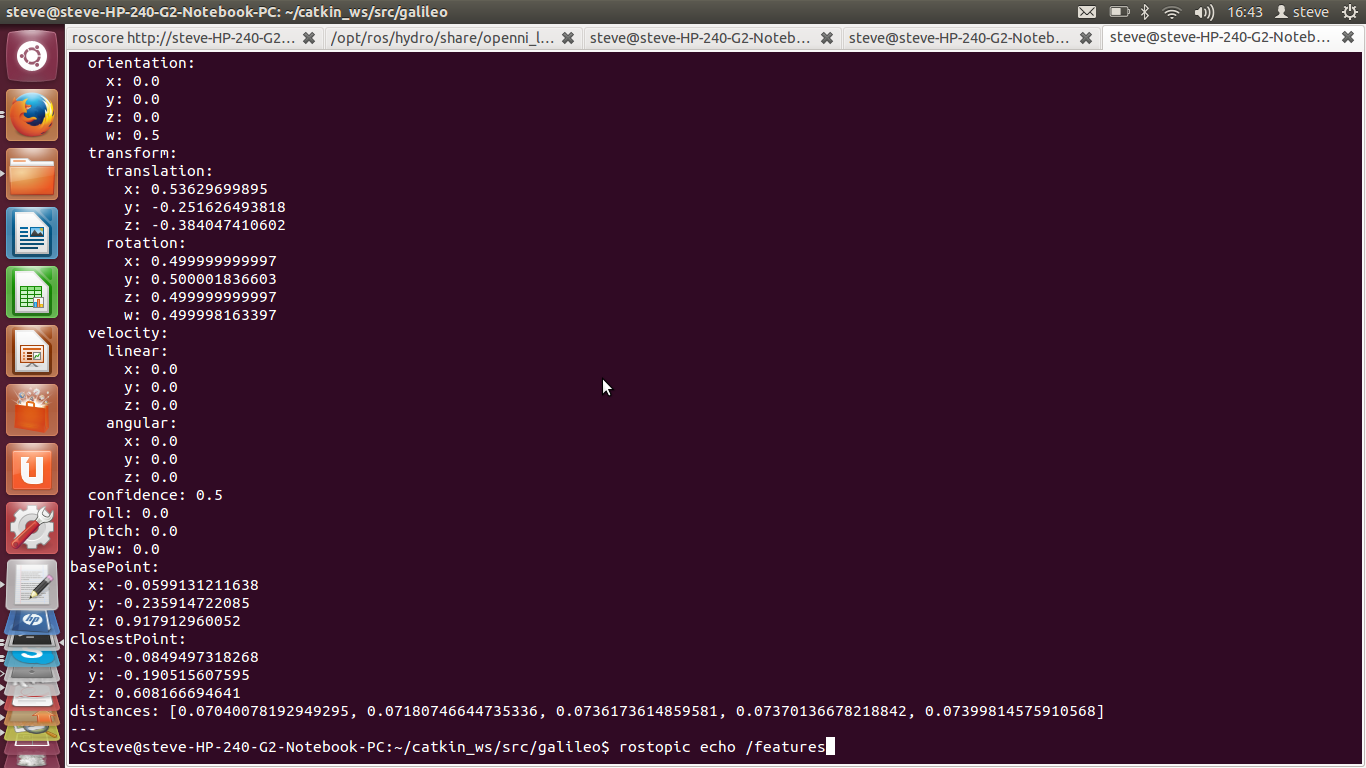 steve@steve-HP-240-G2-Notebook-PC: ~/catkin_ws/src/galileo
16:43 steve
roscore http://steve-HP-240-G2...
/opt/ros/hydro/share/openni_l...
steve@steve-HP-240-G2-Noteb...
steve@steve-HP-240-G2-Noteb...
steve@steve-HP-240-G2-Noteb...
orientation:
x: 0.0
y: 0.0
z: 0.0
w: 0.5
transform:
translation:
x: 0.53629699895
y: -0.251626493818
z: -0.384047410602
rotation:
x: 0.499999999997
y: 0.500001836603
z: 0.499999999997
w: 0.499998163397
velocity:
linear:
x: 0.0
y: 0.0
z: 0.0
angular:
x: 0.0
y: 0.0
z: 0.0
confidence: 0.5
roll: 0.0
pitch: 0.0
yaw: 0.0
basePoint:
x: -0.0599131211638
y: -0.235914722085
z: 0.917912960052
closestPoint:
x: -0.0849497318268
y: -0.190515607595
z: 0.608166694641
distances: [0.07040078192949295, 0.07180746644735336, 0.0736173614859581, 0.07370136678218842, 0.07399814575910568]
---
^Csteve@steve-HP-240-G2-Notebook-PC:~/catkin_ws/src/galileo$ rostopic echo /features